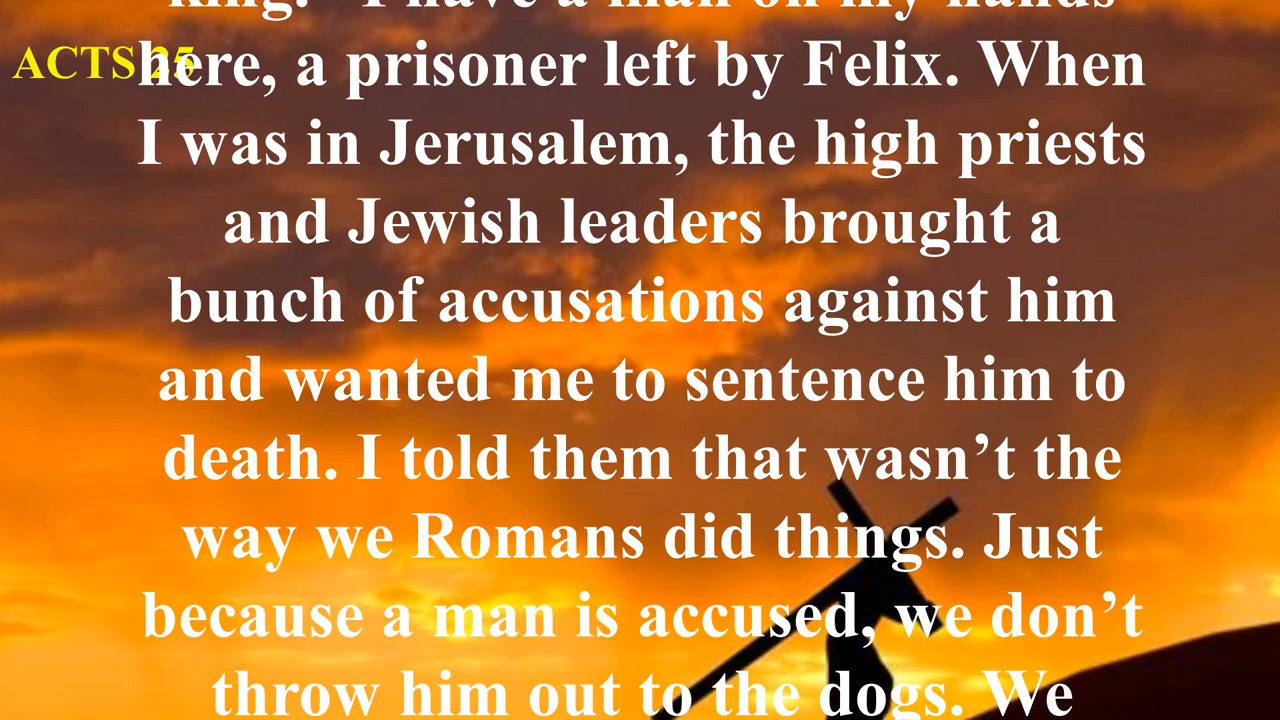 king. “I have a man on my hands
ACTS 25
here, a prisoner left by Felix. When
I was in Jerusalem, the high priests
and Jewish leaders brought a
bunch of accusations against him
and wanted me to sentence him to
death. I told them that wasn’t the
way we Romans did things. Just
because a man is accused, we don’t
throw him out to the dogs. We